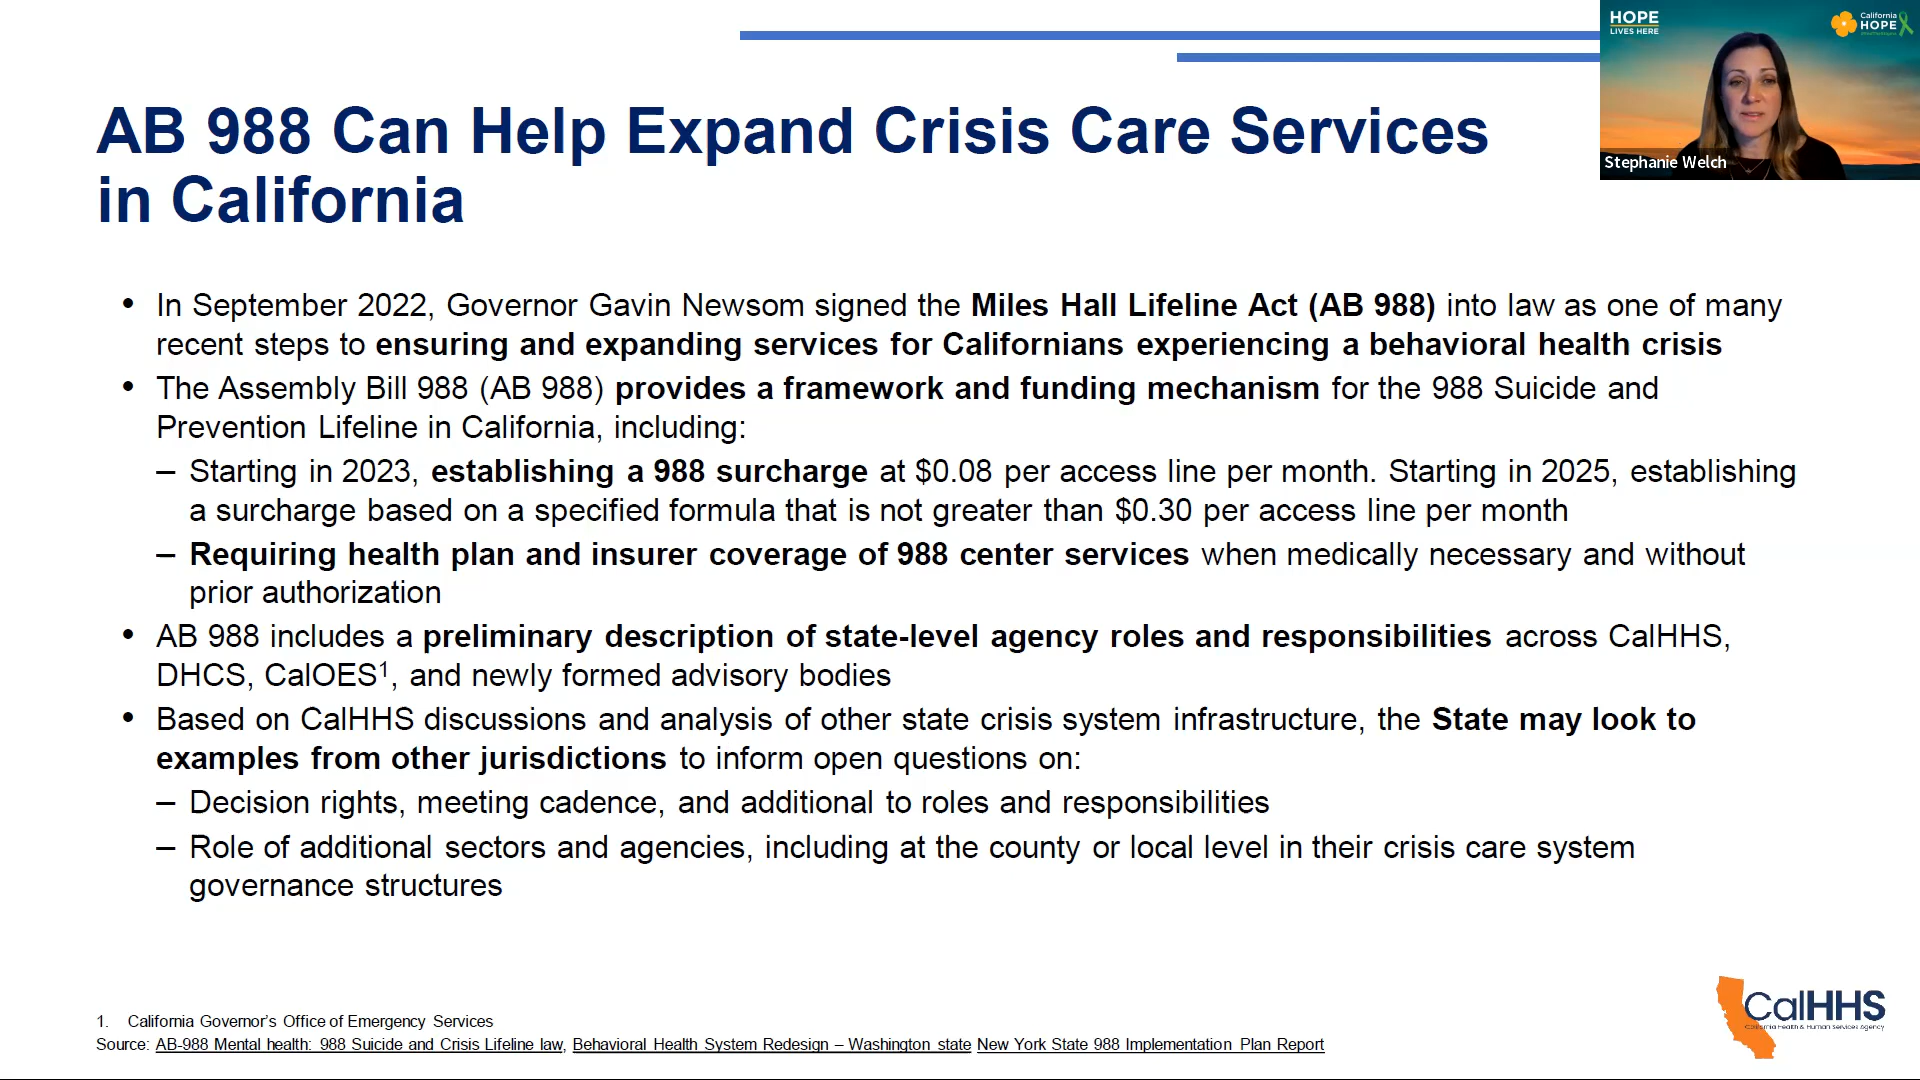 HOPE
LIVES HERE
California
HOPE
Stephanie Welch
AB 988 Can Help Expand Crisis Care Services
in California
• In September 2022, Governor Gavin Newsom signed the Miles Hall Lifeline Act (AB 988) into law as one of many
recent steps to ensuring and expanding services for Californians experiencing a behavioral health crisis
• The Assembly Bill 988 (AB 988) provides a framework and funding mechanism for the 988 Suicide and
Prevention Lifeline in California, including:
– Starting in 2023, establishing a 988 surcharge at $0.08 per access line per month. Starting in 2025, establishing
a surcharge based on a specified formula that is not greater than $0.30 per access line per month
– Requiring health plan and insurer coverage of 988 center services when medically necessary and without
prior authorization
• AB 988 includes a preliminary description of state-level agency roles and responsibilities across CalHHS,
DHCS, CalOES1, and newly formed advisory bodies
• Based on CalHHS discussions and analysis of other state crisis system infrastructure, the State may look to
examples from other jurisdictions to inform open questions on:
– Decision rights, meeting cadence, and additional to roles and responsibilities
– Role of additional sectors and agencies, including at the county or local level in their crisis care system
governance structures
1. California Governor's Office of Emergency Services
Source: AB-988 Mental health: 988 Suicide and Crisis Lifeline law, Behavioral Health System Redesign – Washington state New York State 988 Implementation Plan Report
CalHHS
California Health & Human Services Agency